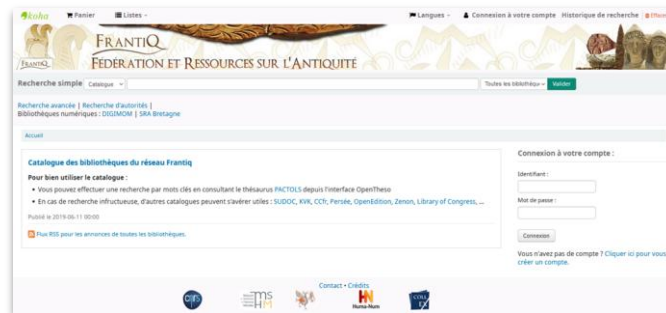 koha Panier Listes Langues Connexion à votre compte Historique de recherche
FRANTIQ
FÉDÉRATION ET RESSOURCES SUR L'ANTIQUITÉ
FRANTIQ
Recherche simple Catalogue Toutes les bibliothèqu Valider
Recherche avancée | Recherche d'autorités |
Bibliothèques numériques : DIGIMOM | SRA Bretagne
Accueil
Catalogue des bibliothèques du réseau Frantiq
Pour bien utiliser le catalogue :
• Vous pouvez effectuer une recherche par mots clés en consultant le thésaurus PACTOLS depuis l'interface OpenTheso
• En cas de recherche infructueuse, d'autres catalogues peuvent s'avérer utiles : SUDOC, KVK, CCfr, Persée, OpenEdition, Zenon, Library of Congress, ...
Publié le 2019-06-11 00:00
Flux RSS pour les annonces de toutes les bibliothèques.
Connexion à votre compte :
Identifiant :
Mot de passe :
Connexion
Vous n'avez pas de compte ? Cliquer ici pour vous
créer un compte.
Contact • Crédits
cnrs
msh
Huma-Num
COLL
EX